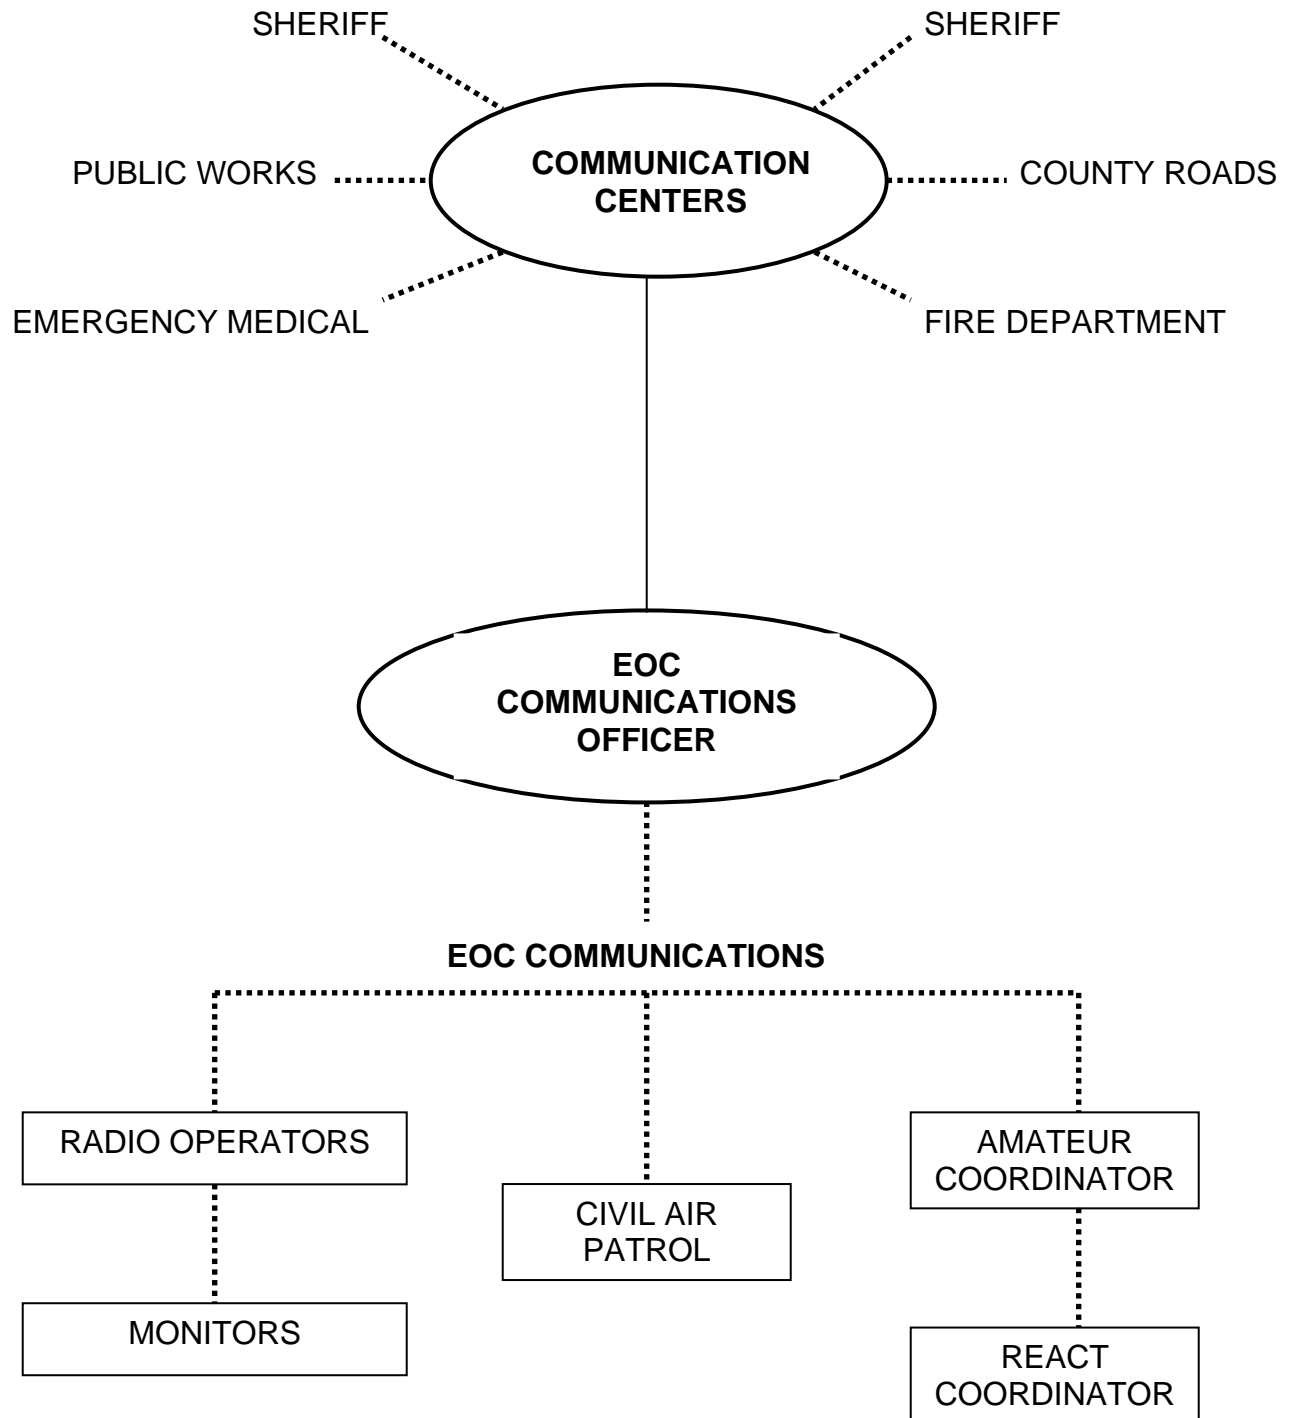 SHERIFF
SHERIFF
COMMUNICATION
CENTERS
PUBLIC WORKS
COUNTY ROADS
EMERGENCY MEDICAL
FIRE DEPARTMENT
EOC
COMMUNICATIONS
OFFICER
EOC COMMUNICATIONS
RADIO OPERATORS
AMATEUR
COORDINATOR
CIVIL AIR
PATROL
MONITORS
REACT
COORDINATOR